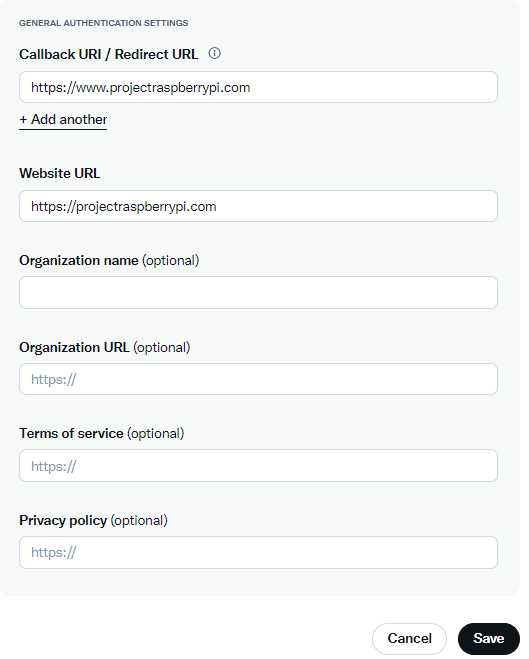 GENERAL AUTHENTICATION SETTINGS
Callback URI / Redirect URL
https://www.projectraspberrypi.com
+ Add another
Website URL
https://projectraspberrypi.com
Organization name (optional)
Organization URL (optional)
https://
Terms of service (optional)
https://
Privacy policy (optional)
https://
Cancel Save